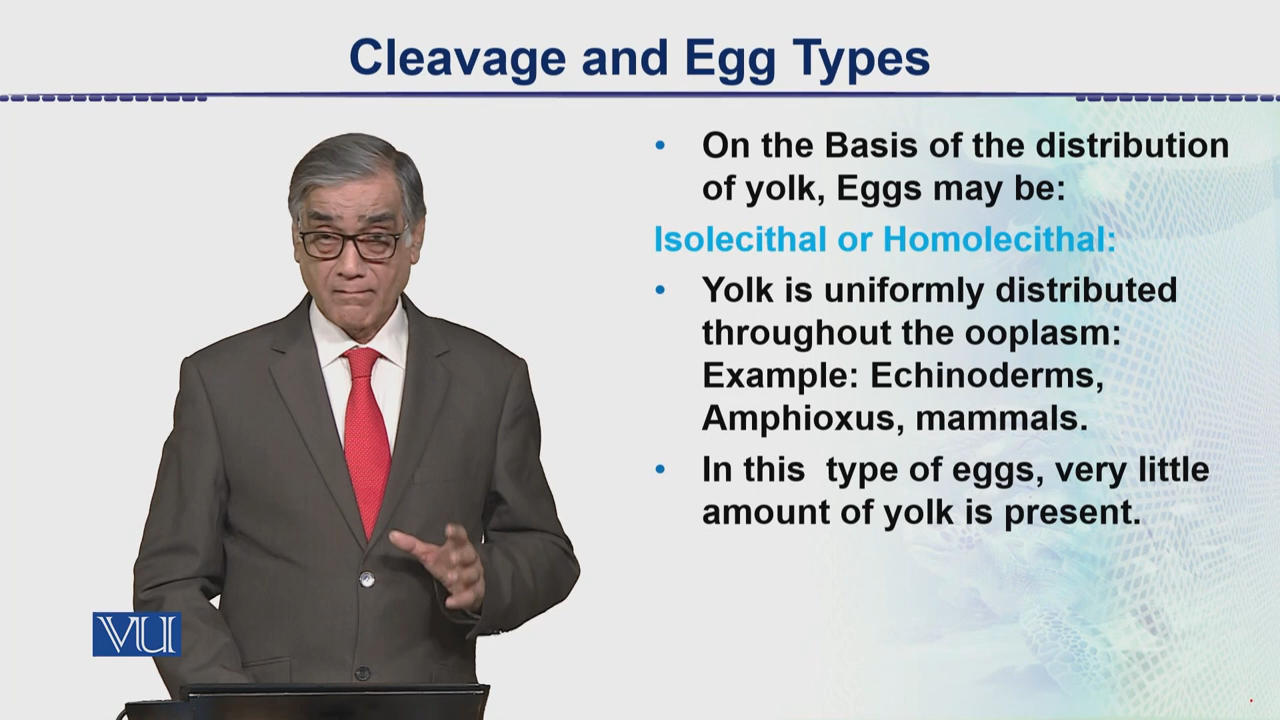 Cleavage and Egg Types
• On the Basis of the distribution
of yolk, Eggs may be:
Isolecithal or Homolecithal:
• Yolk is uniformly distributed
throughout the ooplasm:
Example: Echinoderms,
Amphioxus, mammals.
• In this  type of eggs, very little
amount of yolk is present.
VU